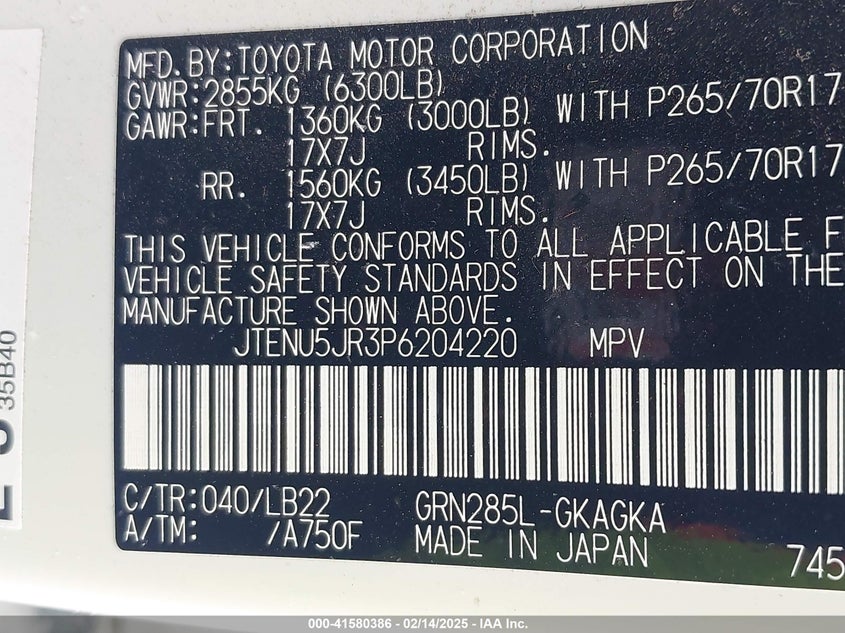 MFD.BY:TOYOTA MOTOR CORPORATION
GVWR:2855KG (6300LB)
GAWR:FRT. 1360KG (3000LB) WITH P265/70R17
17X7J RIMS.
RR. 1560KG (3450LB) WITH P265/70R17
17X7J RIMS.
THIS VEHICLE CONFORMS TO ALL APPLICABLE F
VEHICLE SAFETY STANDARDS IN EFFECT ON THE
MANUFACTURE SHOWN ABOVE.
JTENU5JR3P6204220 MPV
C/TR:040/LB22 GRN285L-GKAGKA
A/TM: /A750F MADE IN JAPAN 745
35B40
000-41580386 - 02/14/2025 - IAA Inc.